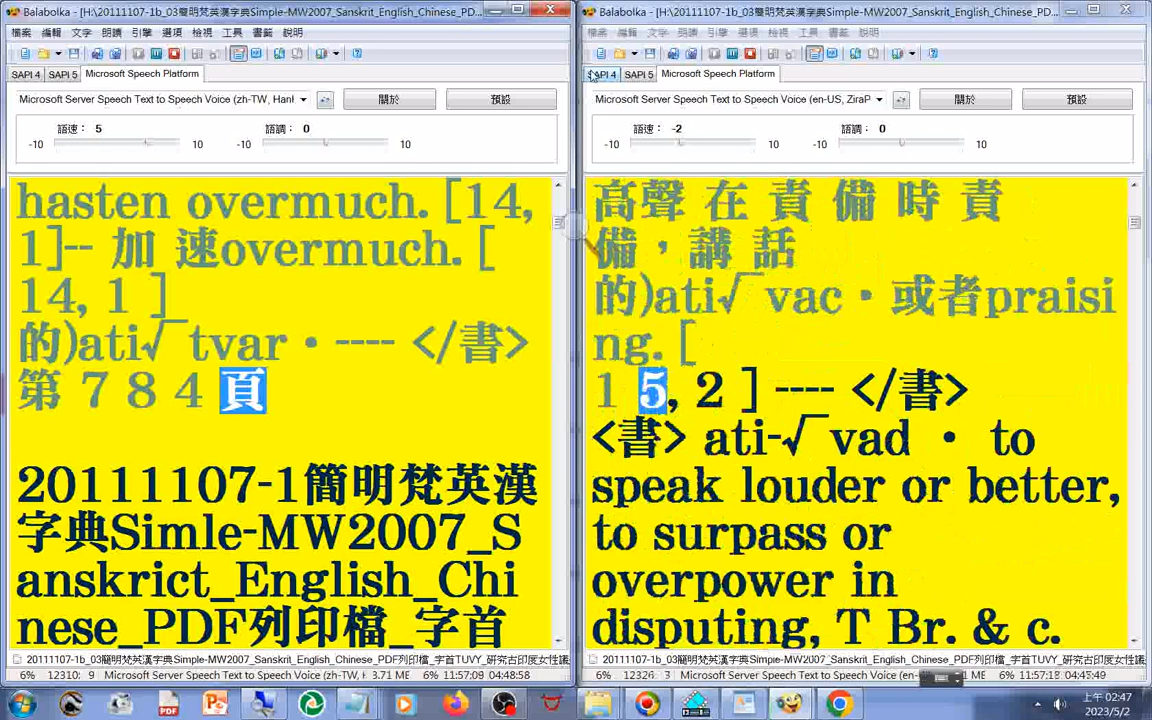 Balabolka - [H:\20111107-1b_03簡明梵英漢字典Simple-MW2007_Sanskrit_English_Chinese_PD...
檔案 編輯 文字 朗讀 引擎 選項 檢視 工具 書籤 說明
SAPI 4 SAPI 5 Microsoft Speech Platform
Microsoft Server Speech Text to Speech Voice (zh-TW, Hanl
關於
預設
語速： 5
語調： 0
-10 10 -10 10
hasten overmuch. [14,
1]-- 加 速overmuch. [
14, 1 ]
的)ati√ tvar‧---- </書>
第 7 8 4 頁
20111107-1簡明梵英漢
字典Simle-MW2007_S
anskrict_English_Chi
nese_PDF列印檔_字首
20111107-1b_03簡明梵英漢字典Simple-MW2007_Sanskrit_English_Chinese_PDF列印檔_字首TUVY_研究古印度女性議
6% 12310: 9 Microsoft Server Speech Text to Speech Voice (zh-TW, H 3.71 ME 6% 11:57:09 04:48:58
Balabolka - [H:\20111107-1b_03簡明梵英漢字典Simple-MW2007_Sanskrit_English_Chinese_PD...
檔案 編輯 文字 朗讀 引擎 選項 檢視 工具 書籤 說明
SAPI 4 SAPI 5 Microsoft Speech Platform
Microsoft Server Speech Text to Speech Voice (en-US, ZiraP
關於
預設
語速： -2
語調： 0
-10 10 -10 10
高聲 在 責 備 時 責
備，講 話
的)ati√ vac‧或者praisi
ng. [
1 5, 2 ] ---- </書>
<書> ati-√vad ‧ to
speak louder or better,
to surpass or
overpower in
disputing, T Br. & c.
20111107-1b_03簡明梵英漢字典Simple-MW2007_Sanskrit_English_Chinese_PDF列印檔_字首TUVY_研究古印度女性議
6% 12326 Microsoft Server Speech Text to Speech Voice 6% 11:57:18
上午 02:47
2023/5/2